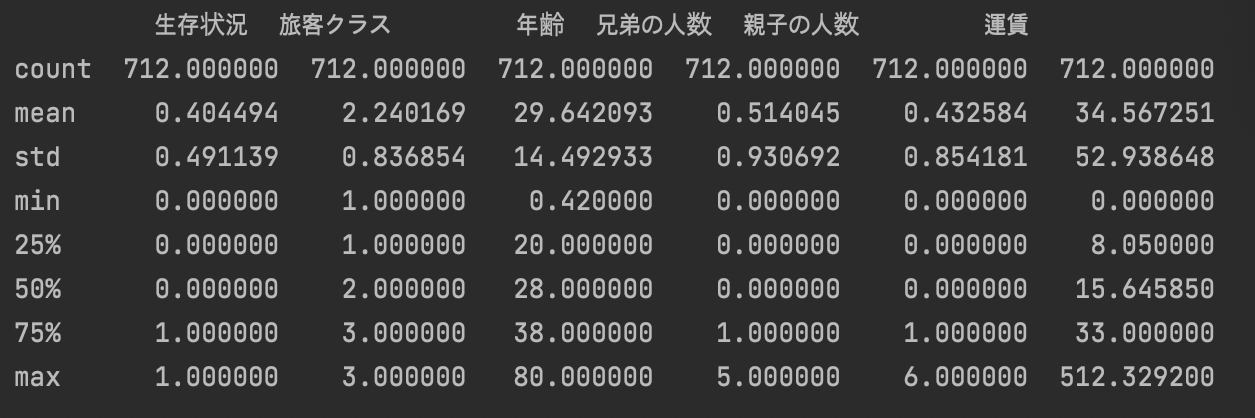 生存状況 旅客クラス 年齢 兄弟の人数 親子の人数 運賃
count 712.000000 712.000000 712.000000 712.000000 712.000000 712.000000
mean 0.404494 2.240169 29.642093 0.514045 0.432584 34.567251
std 0.491139 0.836854 14.492933 0.930692 0.854181 52.938648
min 0.000000 1.000000 0.420000 0.000000 0.000000 0.000000
25% 0.000000 1.000000 20.000000 0.000000 0.000000 8.050000
50% 0.000000 2.000000 28.000000 0.000000 0.000000 15.645850
75% 1.000000 3.000000 38.000000 1.000000 1.000000 33.000000
max 1.000000 3.000000 80.000000 5.000000 6.000000 512.329200